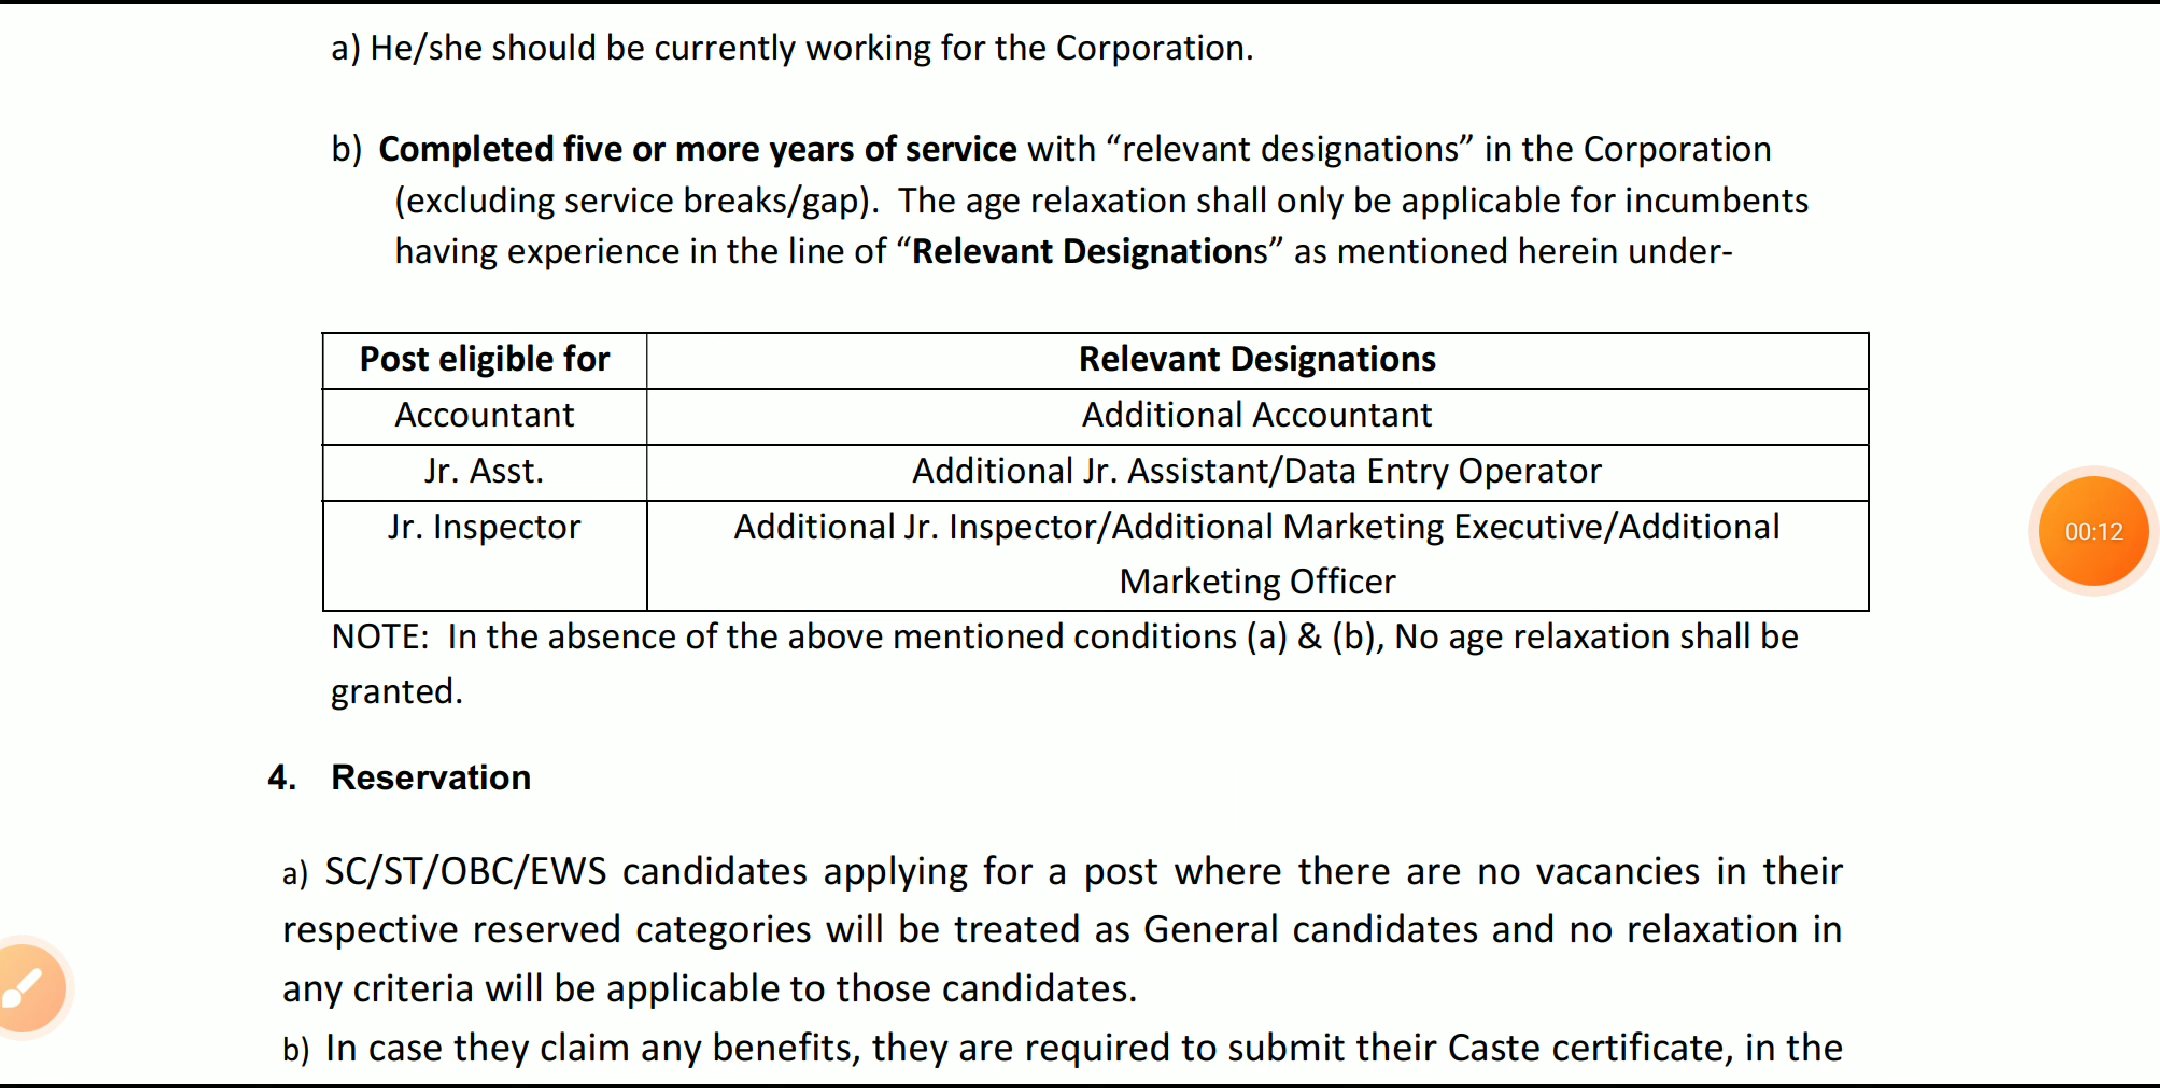 a) He/she should be currently working for the Corporation.
b) Completed five or more years of service with “relevant designations” in the Corporation
(excluding service breaks/gap). The age relaxation shall only be applicable for incumbents
having experience in the line of “Relevant Designations” as mentioned herein under-
Post eligible for Relevant Designations
Accountant Additional Accountant
Jr. Asst. Additional Jr. Assistant/Data Entry Operator
Jr. Inspector Additional Jr. Inspector/Additional Marketing Executive/Additional
Marketing Officer
00:12
NOTE: In the absence of the above mentioned conditions (a) & (b), No age relaxation shall be
granted.
4. Reservation
a) SC/ST/OBC/EWS candidates applying for a post where there are no vacancies in their
respective reserved categories will be treated as General candidates and no relaxation in
any criteria will be applicable to those candidates.
b) In case they claim any benefits, they are required to submit their Caste certificate, in the